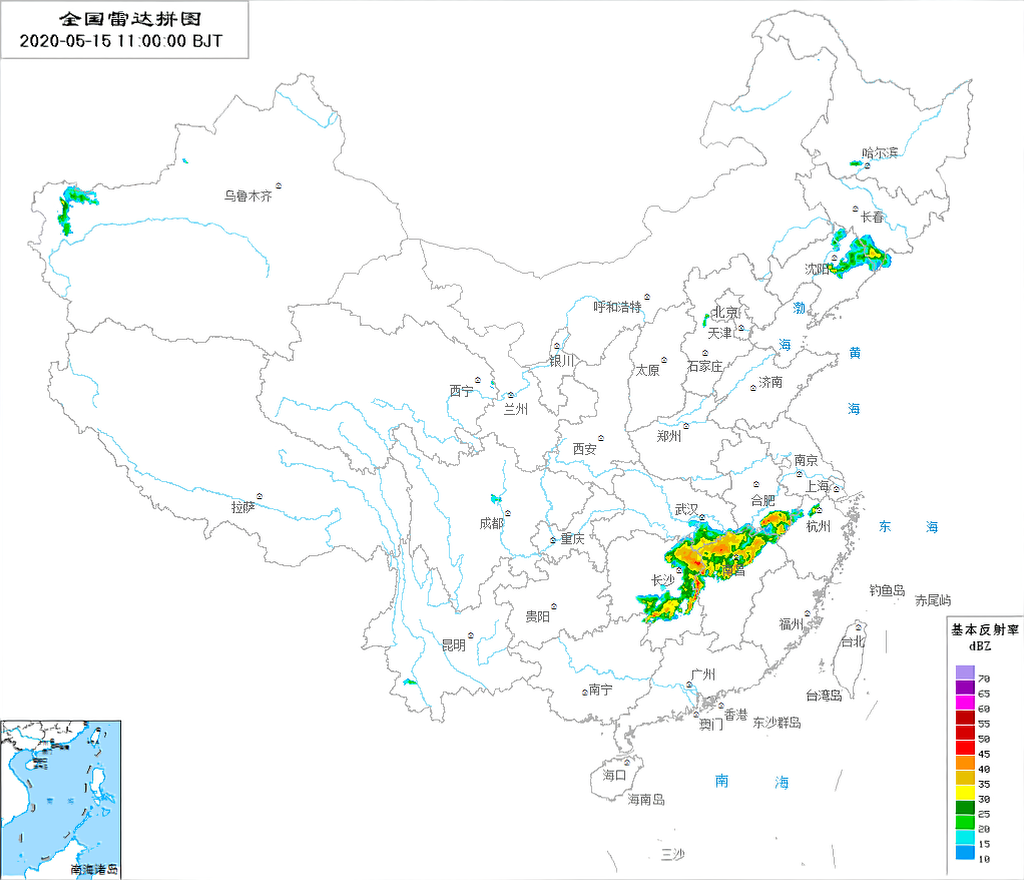 全国雷达拼图
2020-05-15 11:00:00 BJT
哈尔滨
乌鲁木齐
长春
沈阳
呼和浩特
北京
渤
天津
海
黄
银川
太原
石家庄
西宁
济南
兰州
海
郑州
西安
南京
上海
拉萨
合肥
武汉
成都
杭州
东
海
重庆
南昌
长沙
钓鱼岛
赤尾屿
贵阳
福州
昆明
台北
广州
南宁
台湾岛
香港
澳门
东沙群岛
海口
南
海
海南岛
三沙
基本反射率
dBZ
70
65
60
55
50
45
40
35
30
25
20
15
10
南
海
南海诸岛